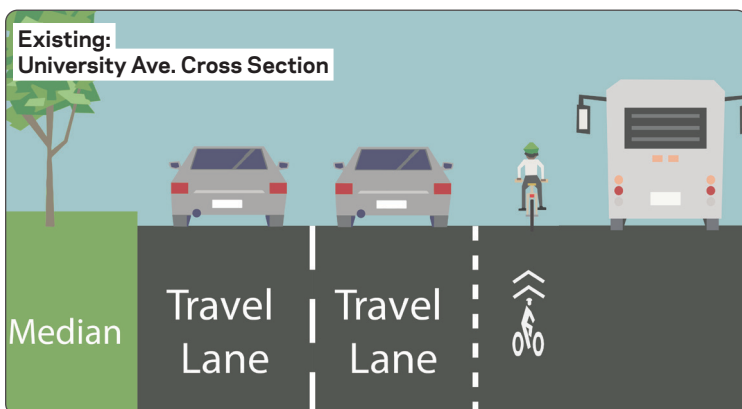 Existing:
University Ave. Cross Section
Median
Travel
Lane
Travel
Lane